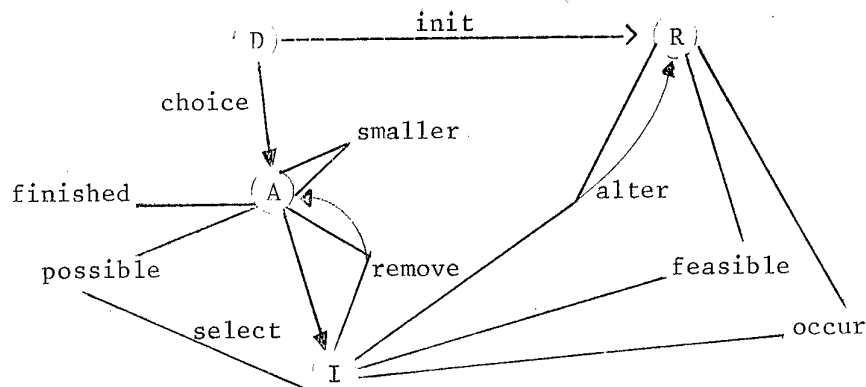 init
D
R
choice
smaller
finished
A
alter
possible
remove
feasible
select
occur
I